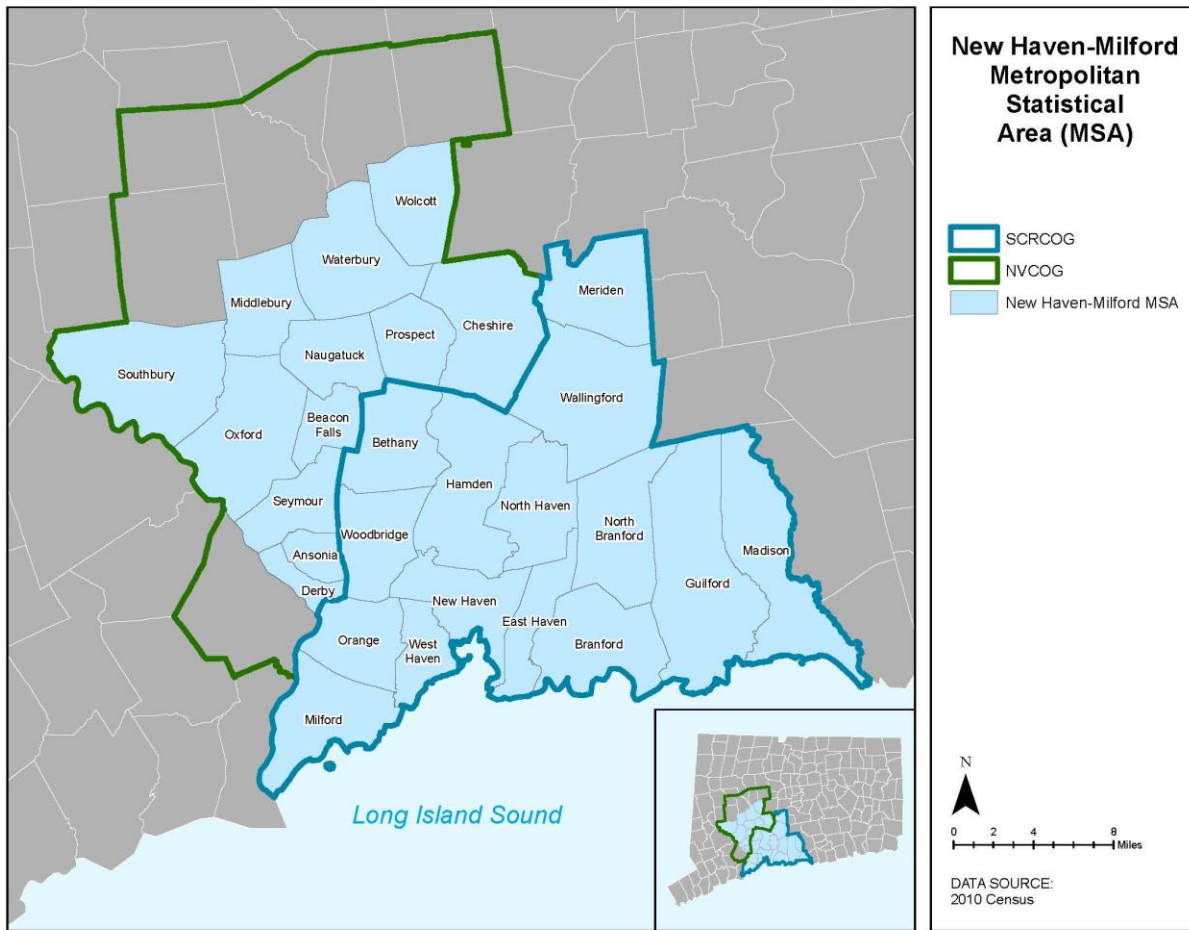 New Haven-Milford
Metropolitan
Statistical
Area (MSA)
SCRCOG
NVCOG
New Haven-Milford MSA
Wolcott
Waterbury
Meriden
Middlebury
Cheshire
Prospect
Naugatuck
Southbury
Wallingford
Beacon
Falls
Oxford
Bethany
Hamden
Seymour
North Haven
North
Branford
Woodbridge
Madison
Ansonia
Guilford
Derby
New Haven
East Haven
Orange
West
Haven
Branford
Milford
Long Island Sound
N
0 2 4 8
Miles
DATA SOURCE:
2010 Census